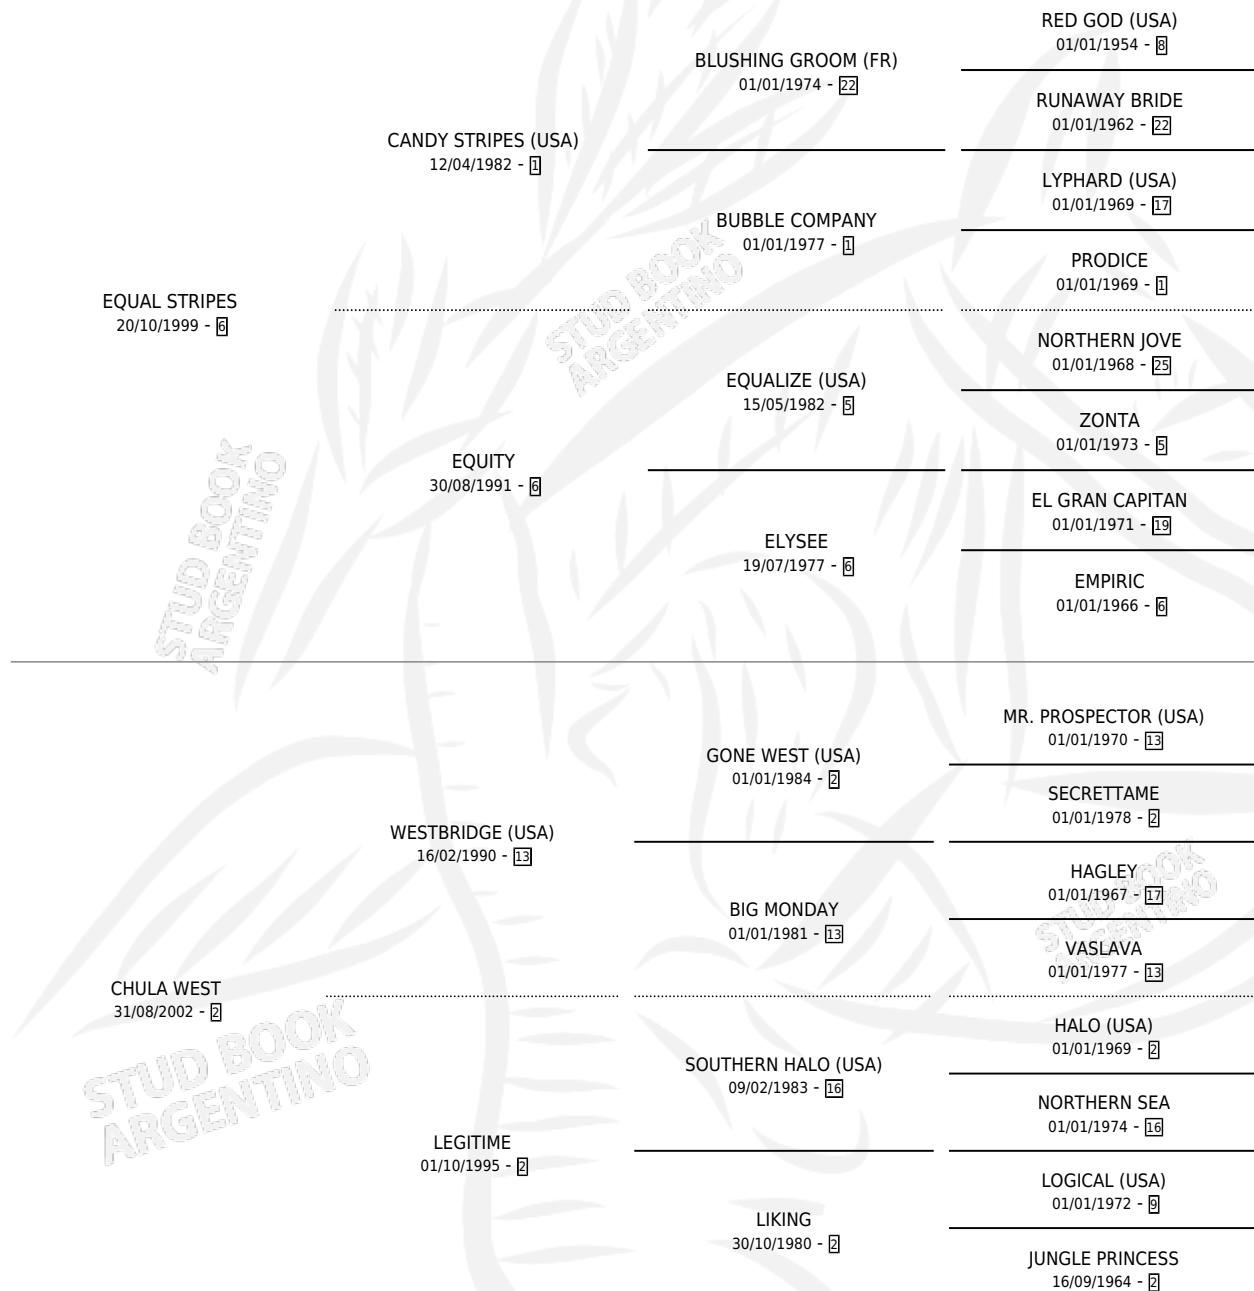 RED GOD (USA)
01/01/1954 - 8
BLUSHING GROOM (FR)
01/01/1974 - 22
RUNAWAY BRIDE
01/01/1962 - 22
CANDY STRIPES (USA)
12/04/1982 - 1
LYPHARD (USA)
01/01/1969 - 17
BUBBLE COMPANY
01/01/1977 - 1
PRODICE
01/01/1969 - 1
STUD BOOK
ARGENTINO
EQUAL STRIPES
20/10/1999 - 6
NORTHERN JOVE
01/01/1968 - 25
EQUALIZE (USA)
15/05/1982 - 5
ZONTA
01/01/1973 - 5
EQUITY
30/08/1991 - 6
EL GRAN CAPITAN
01/01/1971 - 19
ELYSEE
19/07/1977 - 6
EMPIRIC
01/01/1966 - 6
STUD BOOK
ARGENTINO
MR. PROSPECTOR (USA)
01/01/1970 - 13
GONE WEST (USA)
01/01/1984 - 2
SECRETTAME
01/01/1978 - 2
WESTBRIDGE (USA)
16/02/1990 - 13
HAGLEY
01/01/1967 - 17
BIG MONDAY
01/01/1981 - 13
VASLAVA
01/01/1977 - 13
STUD BOOK
ARGENTINO
CHULA WEST
31/08/2002 - 2
HALO (USA)
01/01/1969 - 2
SOUTHERN HALO (USA)
09/02/1983 - 16
NORTHERN SEA
01/01/1974 - 16
STUD BOOK
ARGENTINO
LEGITIME
01/10/1995 - 2
LOGICAL (USA)
01/01/1972 - 9
LIKING
30/10/1980 - 2
JUNGLE PRINCESS
16/09/1964 - 2